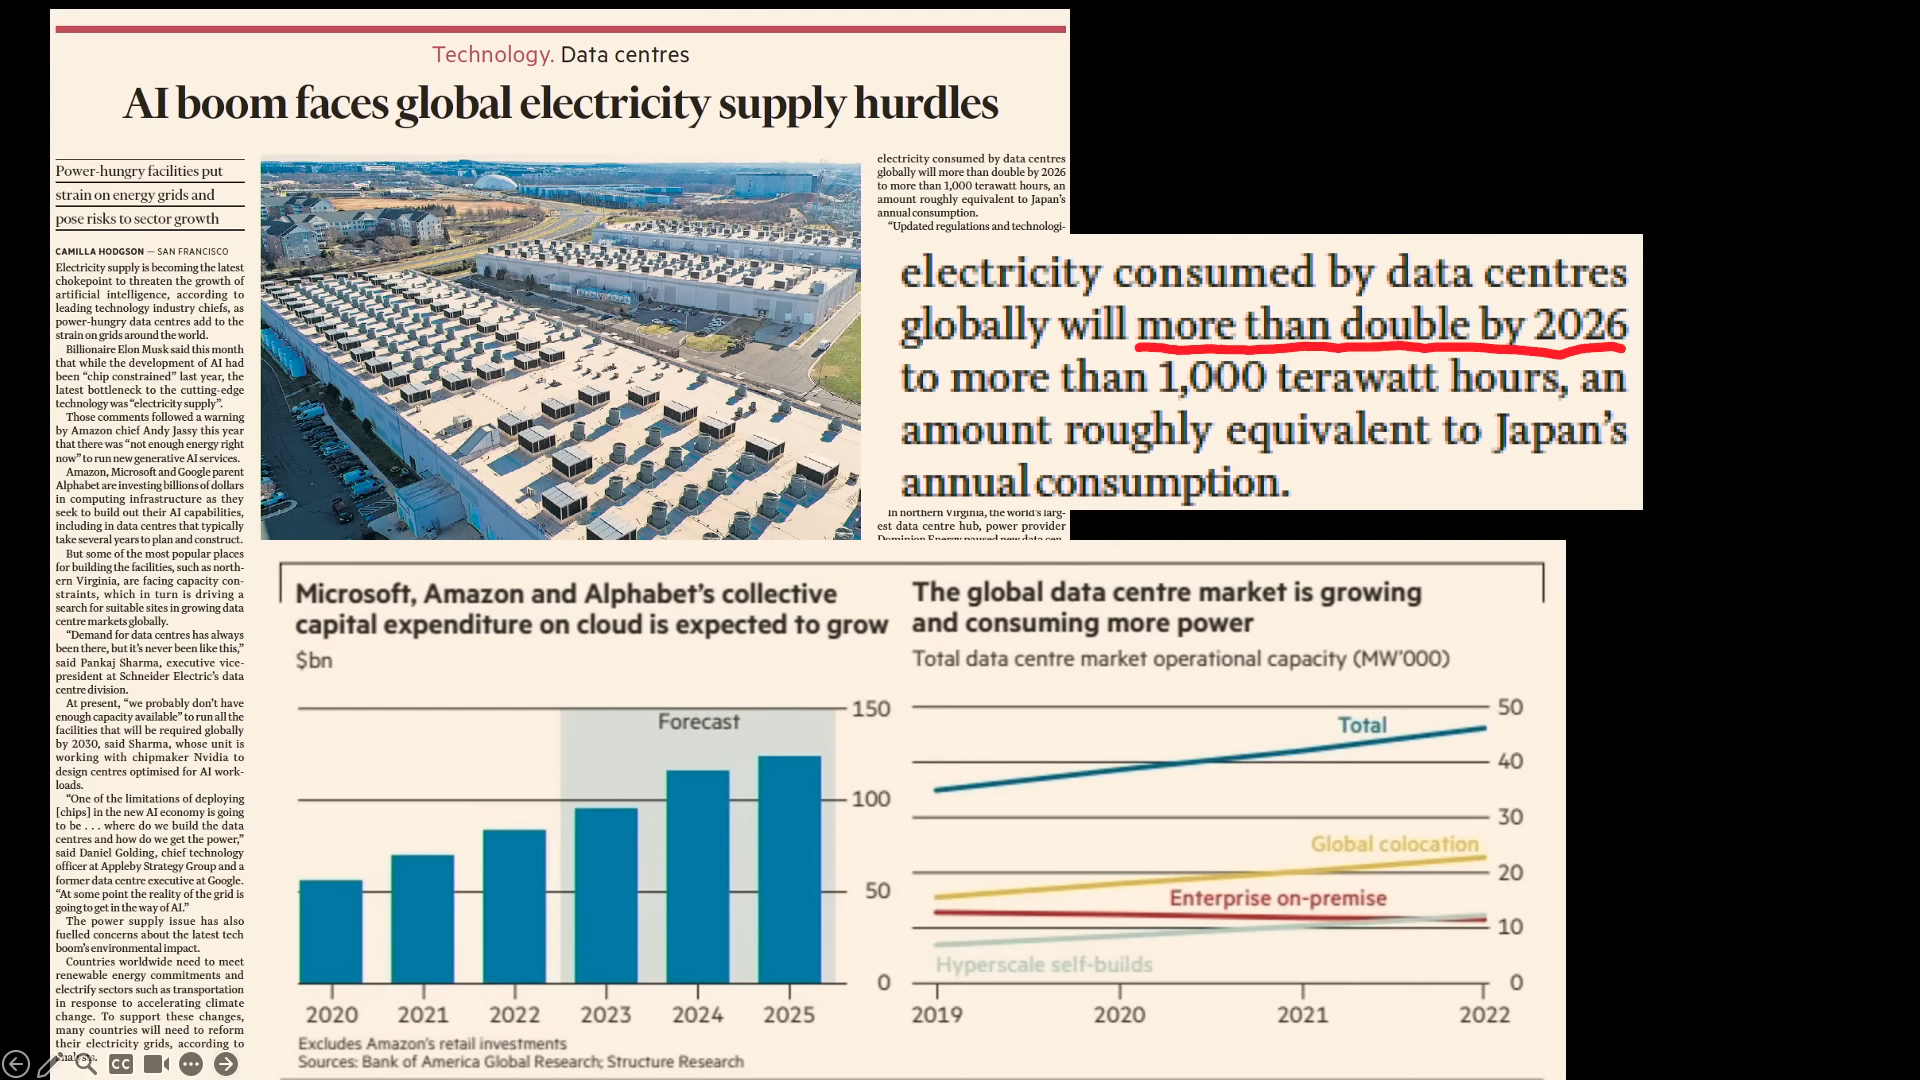 Technology. Data centres
AI boom faces global electricity supply hurdles
Power-hungry facilities put
strain on energy grids and
pose risks to sector growth
CAMILLA HODGSON — SAN FRANCISCO
Electricity supply is becoming the latest
chokepoint to threaten the growth of
artificial intelligence, according to
leading technology industry chiefs, as
power-hungry data centres add to the
strain on grids around the world.
Billionaire Elon Musk said this month
that while the development of AI had
been “chip constrained” last year, the
latest bottleneck to the cutting-edge
technology was “electricity supply”.
Those comments followed a warning
by Amazon chief Andy Jassy this year
that there was “not enough energy right
now” to run new generative AI services.
Amazon, Microsoft and Google parent
Alphabet are investing billions of dollars
in computing infrastructure as they
seek to build out their AI capabilities,
including in data centres that typically
take several years to plan and construct.
But some of the most popular places
for building the facilities, such as north-
ern Virginia, are facing capacity con-
straints, which in turn is driving a
search for suitable sites in growing data
centre markets globally.
“Demand for data centres has always
been there, but it’s never been like this,”
said Pankaj Sharma, executive vice-
president at Schneider Electric’s data
centre division.
At present, “we probably don’t have
enough capacity available” to run all the
facilities that will be required globally
by 2030, said Sharma, whose unit is
working with chipmaker Nvidia to
design centres optimised for AI work-
loads.
“One of the limitations of deploying
[chips] in the new AI economy is going
to be . . . where do we build the data
centres and how do we get the power,”
said Daniel Golding, chief technology
officer at Appleby Strategy Group and a
former data centre executive at Google.
“At some point the reality of the grid is
going to get in the way of AI.”
The power supply issue has also
fuelled concerns about the latest tech
boom’s environmental impact.
Countries worldwide need to meet
renewable energy commitments and
electrify sectors such as transportation
in response to accelerating climate
change. To support these changes,
many countries will need to reform
their electricity grids, according to
analysts.
electricity consumed by data centres
globally will more than double by 2026
to more than 1,000 terawatt hours, an
amount roughly equivalent to Japan’s
annual consumption.
“Updated regulations and technologi-
electricity consumed by data centres
globally will more than double by 2026
to more than 1,000 terawatt hours, an
amount roughly equivalent to Japan’s
annual consumption.
In northern Virginia, the world’s larg-
est data centre hub, power provider
Dominion Energy paused new data cen-
Microsoft, Amazon and Alphabet’s collective
capital expenditure on cloud is expected to grow
$bn
Forecast
150
100
50
0
2020 2021 2022 2023 2024 2025
Excludes Amazon’s retail investments
Sources: Bank of America Global Research; Structure Research
The global data centre market is growing
and consuming more power
Total data centre market operational capacity (MW’000)
50
Total
40
30
Global colocation
20
Enterprise on-premise
10
Hyperscale self-builds
0
2019 2020 2021 2022
CC